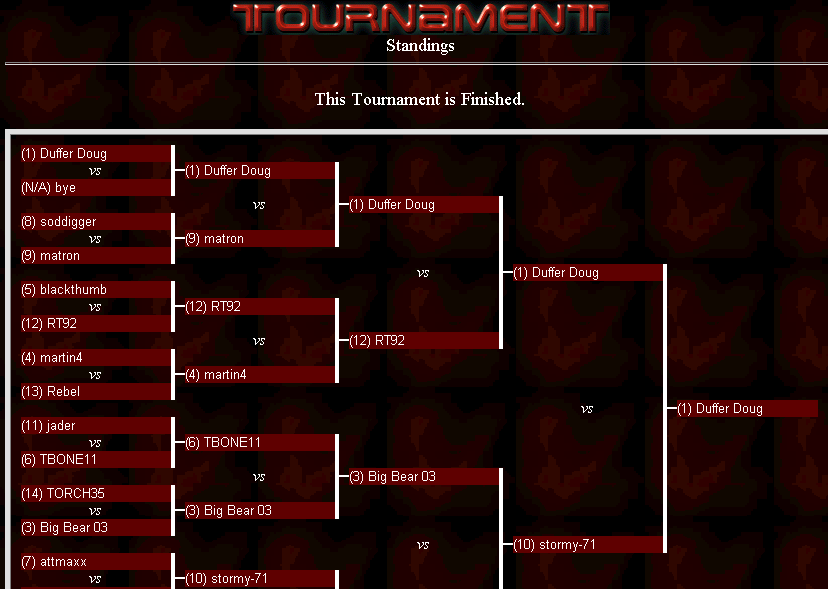 TOURNAMENT
Standings
This Tournament is Finished.
(1) Duffer Doug
vs
(N/A) bye
(8) soddigger
vs
(9) matron
(5) blackthumb
vs
(12) RT92
(4) martin4
vs
(13) Rebel
(11) jader
vs
(6) TBONE11
(14) TORCH35
vs
(3) Big Bear 03
(7) attmaxx
vs
(1) Duffer Doug
vs
(9) matron
(12) RT92
vs
(4) martin4
(6) TBONE11
vs
(3) Big Bear 03
(10) stormy-71
(1) Duffer Doug
vs
(12) RT92
(3) Big Bear 03
vs
(1) Duffer Doug
vs
(10) stormy-71
(1) Duffer Doug